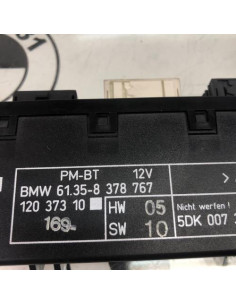 PM-BT 12V
BMW 61.35-8 378 767
120 373 10 HW 05 Nicht werfen !
169 SW 10 5DK 007